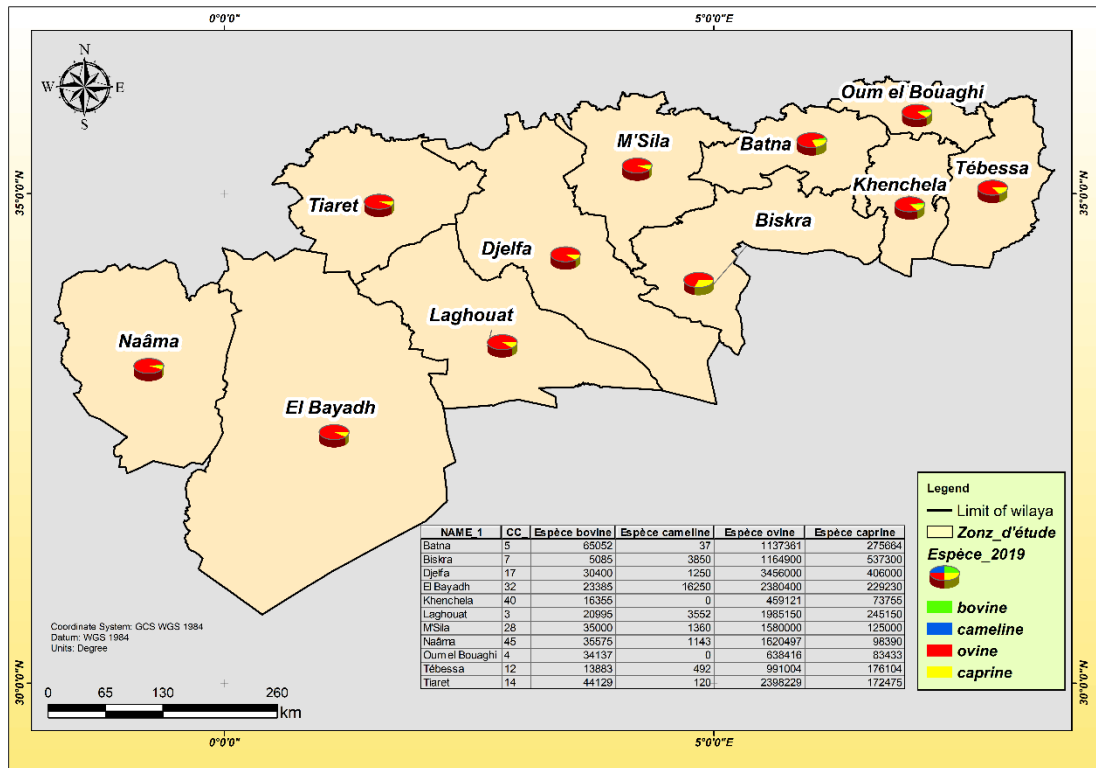 0°0'0" 5°0'0"E
N
W E
S
Oum el Bouaghi
M'Sila
Batna
Tébessa
35°0'0"N 35°0'0"N
Khenchela
Tiaret
Biskra
Djelfa
Laghouat
Naâma
El Bayadh
Legend
Limit of wilaya
Zonz_d'étude
Espèce_2019
bovine
cameline
ovine
caprine
NAME_1 CC_ Espèce bovine Espèce cameline Espèce ovine Espèce caprine
Batna 5 65052 37 1137361 275664
Biskra 7 5085 3850 1164900 537300
Djelfa 17 30400 1250 3456000 406000
El Bayadh 32 23385 16250 2380400 229230
Khenchela 40 16355 0 459121 73755
Laghouat 3 20995 3552 1985150 245150
M'Sila 28 35000 1360 1580000 125000
Naâma 45 35575 1143 1620497 98390
Oum el Bouaghi 4 34137 0 638416 83433
Tébessa 12 13883 492 991004 176104
Tiaret 14 44129 120 2398229 172475
Coordinate System: GCS WGS 1984
Datum: WGS 1984
Units: Degree
0 65 130 260
km
30°0'0"N 30°0'0"N
0°0'0" 5°0'0"E